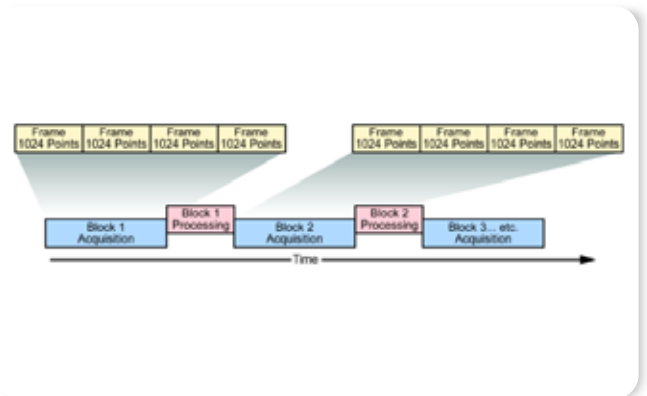 Frame Frame Frame Frame
1024 Points 1024 Points 1024 Points 1024 Points
Frame Frame Frame Frame
1024 Points 1024 Points 1024 Points 1024 Points
Block 1
Acquisition
Block 1
Processing
Block 2
Acquisition
Block 2
Processing
Block 3... etc.
Acquisition
Time